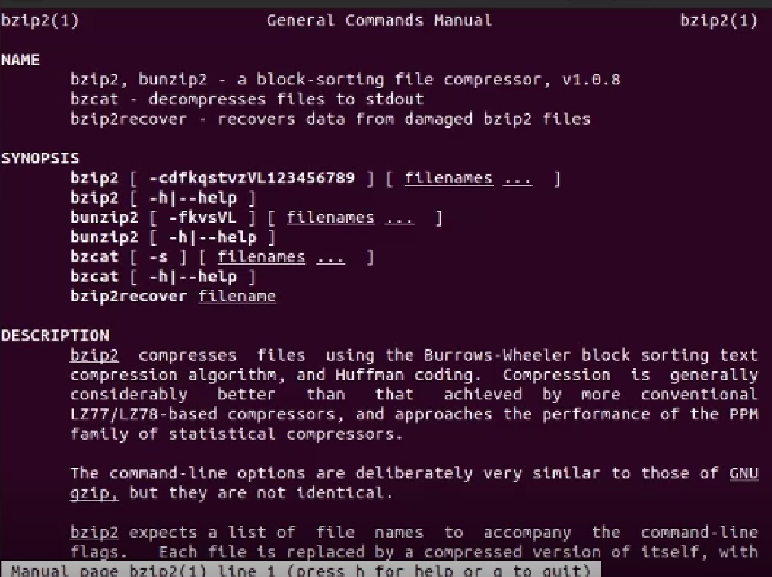 bzip2(1) General Commands Manual bzip2(1)
NAME
bzip2, bunzip2 - a block-sorting file compressor, v1.0.8
bzcat - decompresses files to stdout
bzip2recover - recovers data from damaged bzip2 files
SYNOPSIS
bzip2 [ -cdfkqstvzVL123456789 ] [ filenames ... ]
bzip2 [ -h|--help ]
bunzip2 [ -fkvsVL ] [ filenames ... ]
bunzip2 [ -h|--help ]
bzcat [ -s ] [ filenames ... ]
bzcat [ -h|--help ]
bzip2recover filename
DESCRIPTION
bzip2 compresses files using the Burrows-Wheeler block sorting text
compression algorithm, and Huffman coding. Compression is generally
considerably better than that achieved by more conventional
LZ77/LZ78-based compressors, and approaches the performance of the PPM
family of statistical compressors.
The command-line options are deliberately very similar to those of GNU
gzip, but they are not identical.
bzip2 expects a list of file names to accompany the command-line
flags. Each file is replaced by a compressed version of itself, with
Manual page bzip2(1) line 1 (press h for help or q to quit)